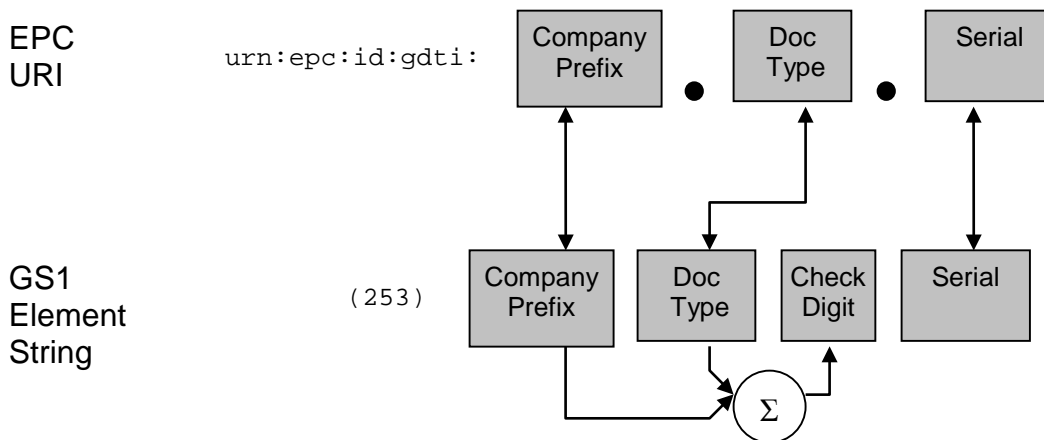 EPC
URI
urn:epc:id:gdti:
Company
Prefix
Doc
Type
Serial
GS1
Element
String
(253)
Company
Prefix
Doc
Type
Check
Digit
Serial
Σ